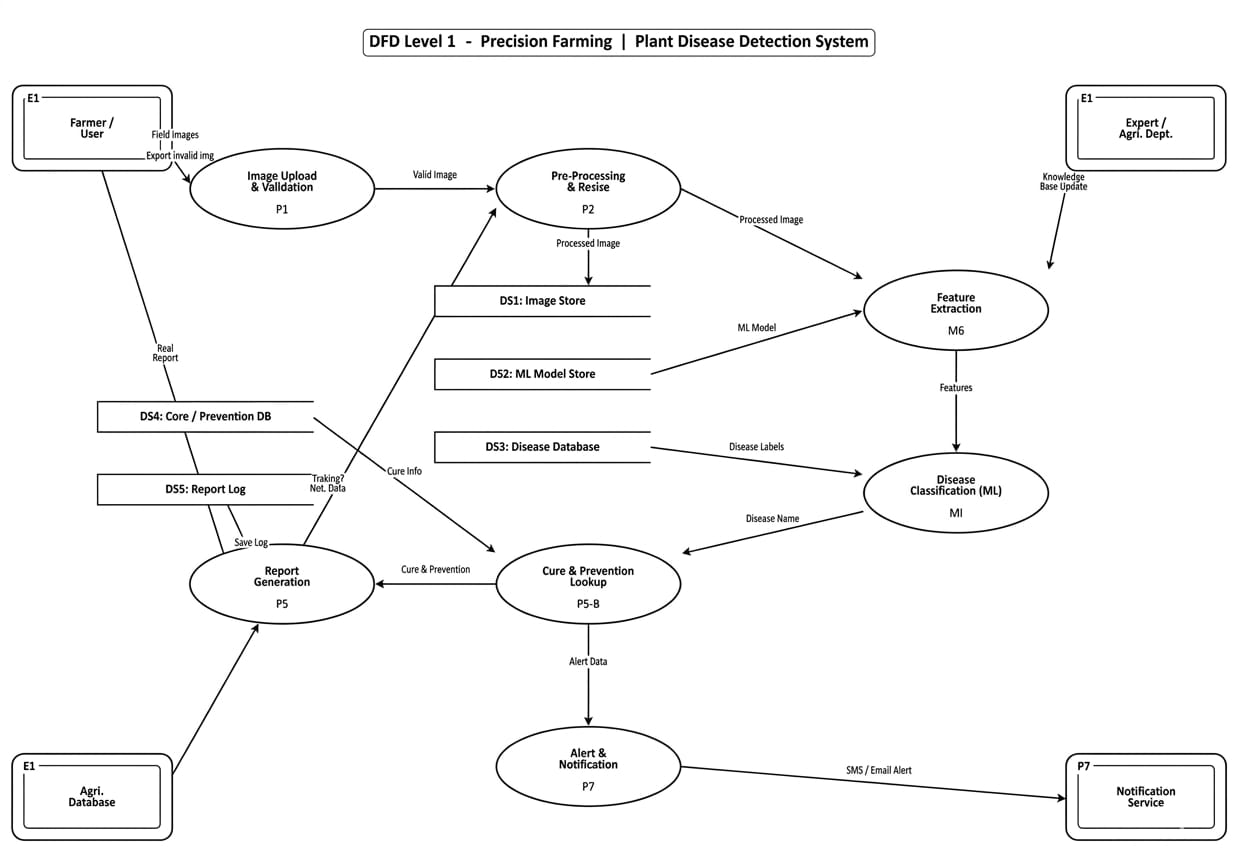 DFD Level 1 - Precision Farming | Plant Disease Detection System
E1
Farmer /
User
Field Images
Export invalid img
Image Upload
& Valldation
P1
Valid Image
Pre-Processing
& Resise
P2
Processed Image
Processed Image
E1
Expert /
Agri. Dept.
Knowledge
Base Update
DS1: Image Store
Feature
Extraction
M6
ML Model
DS2: ML Model Store
Real
Report
Features
DS4: Core / Prevention DB
DS3: Disease Database
Disease Labels
Cure Info
DS5: Report Log
Traking?
Net. Data
Disease
Classification (ML)
MI
Disease Name
Save Log
Report
Generation
P5
Cure & Prevention
Cure & Prevention
Lookup
P5-B
Alert Data
Alert &
Notification
P7
SMS / Email Alert
E1
Agri.
Database
P7
Notification
Service